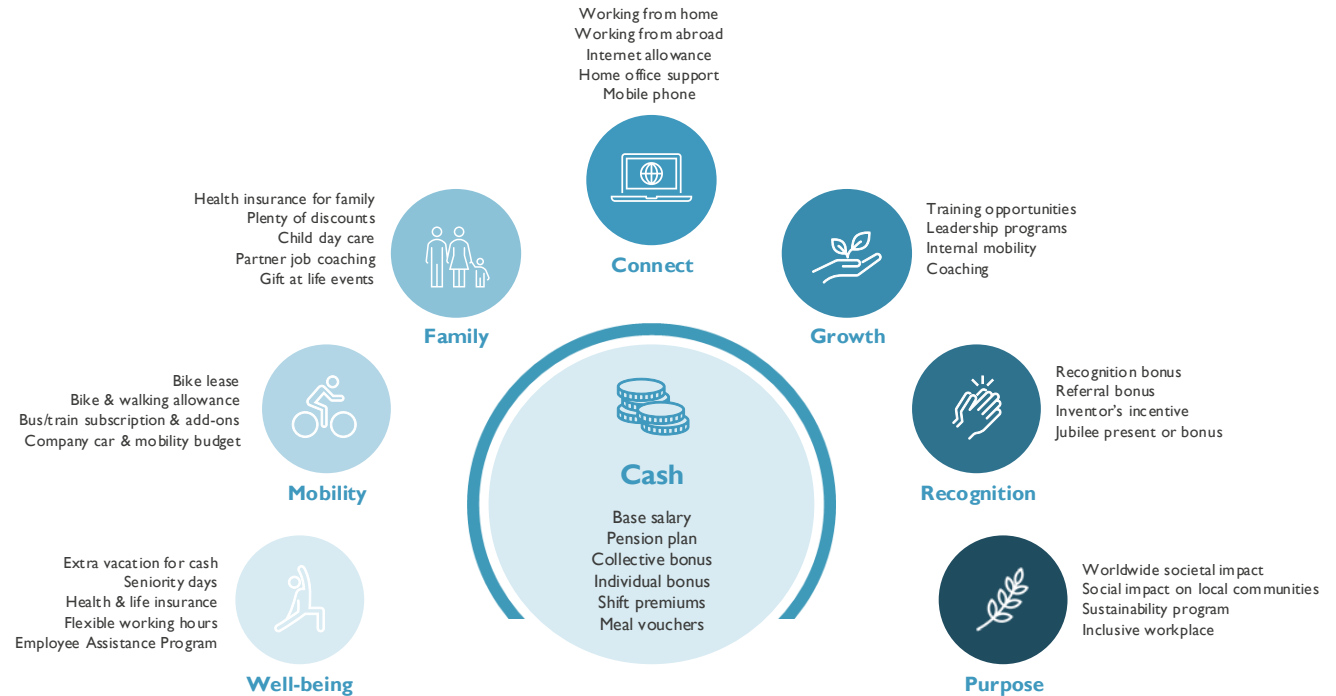 Working from home
Working from abroad
Internet allowance
Home office support
Mobile phone
Connect
Health insurance for family
Plenty of discounts
Child day care
Partner job coaching
Gift at life events
Family
Training opportunities
Leadership programs
Internal mobility
Coaching
Growth
Bike lease
Bike & walking allowance
Bus/train subscription & add-ons
Company car & mobility budget
Mobility
Recognition bonus
Referral bonus
Inventor's incentive
Jubilee present or bonus
Recognition
Cash
Base salary
Pension plan
Collective bonus
Individual bonus
Shift premiums
Meal vouchers
Extra vacation for cash
Seniority days
Health & life insurance
Flexible working hours
Employee Assistance Program
Well-being
Worldwide societal impact
Social impact on local communities
Sustainability program
Inclusive workplace
Purpose